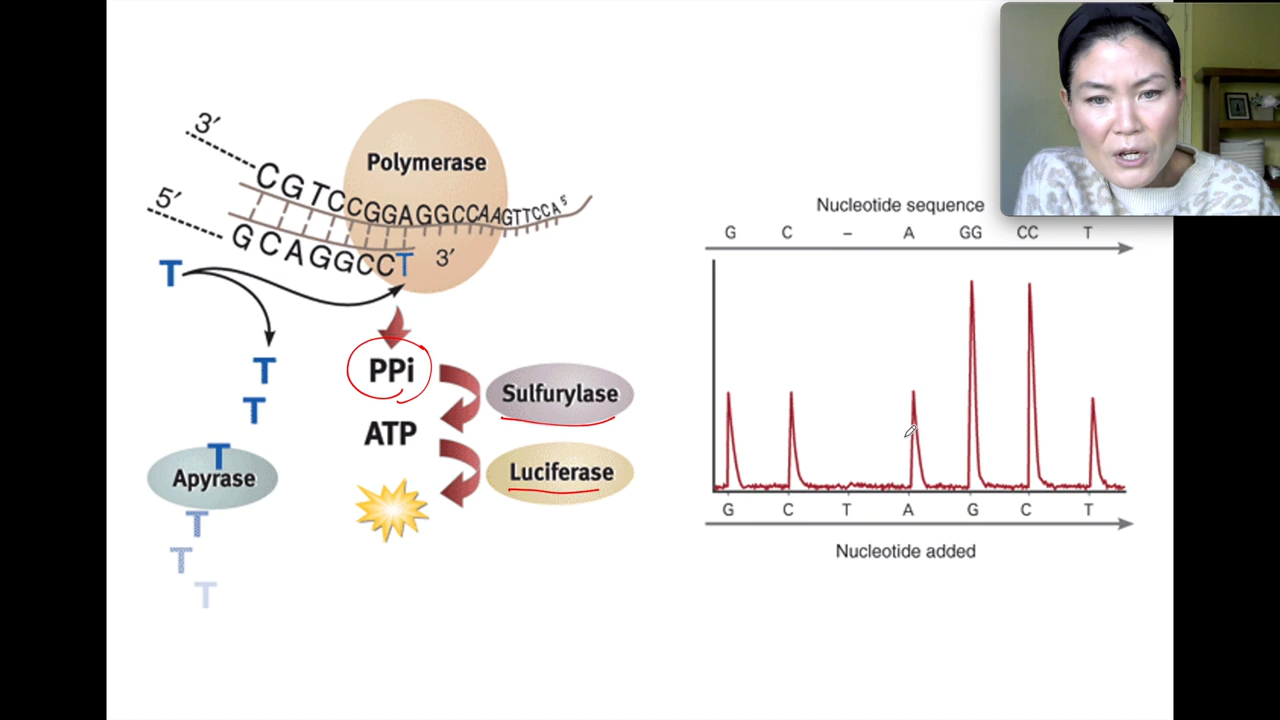 3′
CGTCCGGAGGCCAAGTTCCA 5′
Polymerase
5′
GCAGGCCT 3′
T
T
T
T
Apyrase
T
T
T
PPi
Sulfurylase
ATP
Luciferase
Nucleotide sequence
G C – A GG CC T
G C T A G C T
Nucleotide added